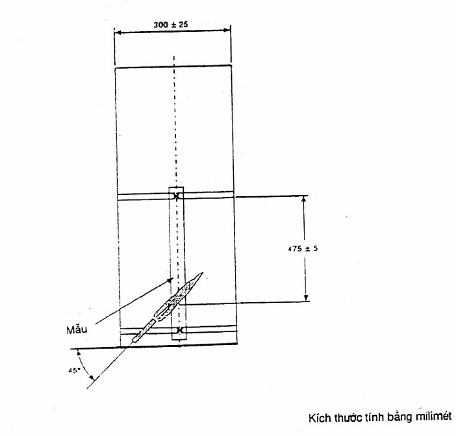 300 ± 25
475 ± 5
Mẫu
45°
Kích thước tính bằng milimét